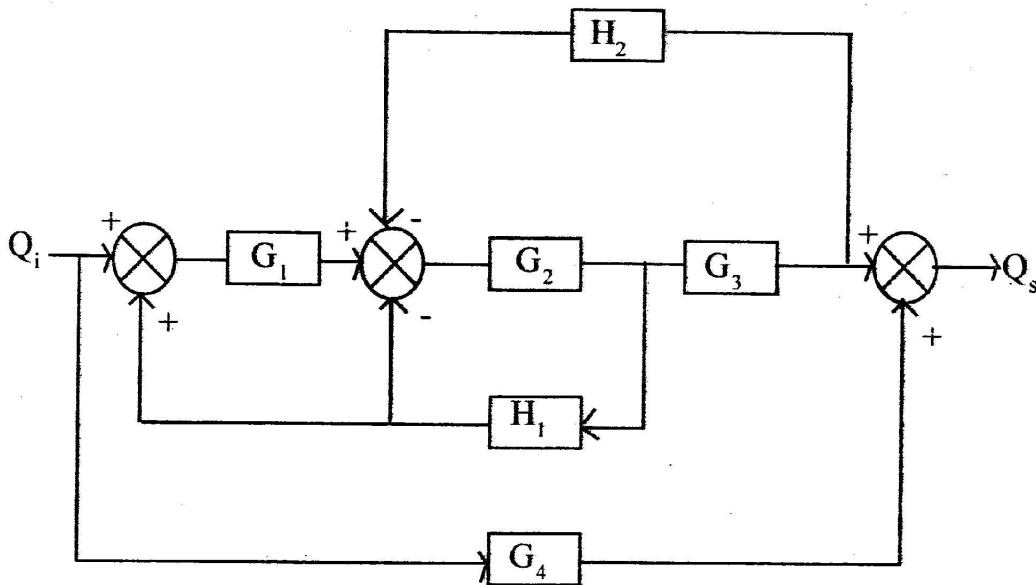 H₂
-
Qᵢ
+
G₁
+
G₂
G₃
+
Qₛ
+
-
+
H₁
G₄